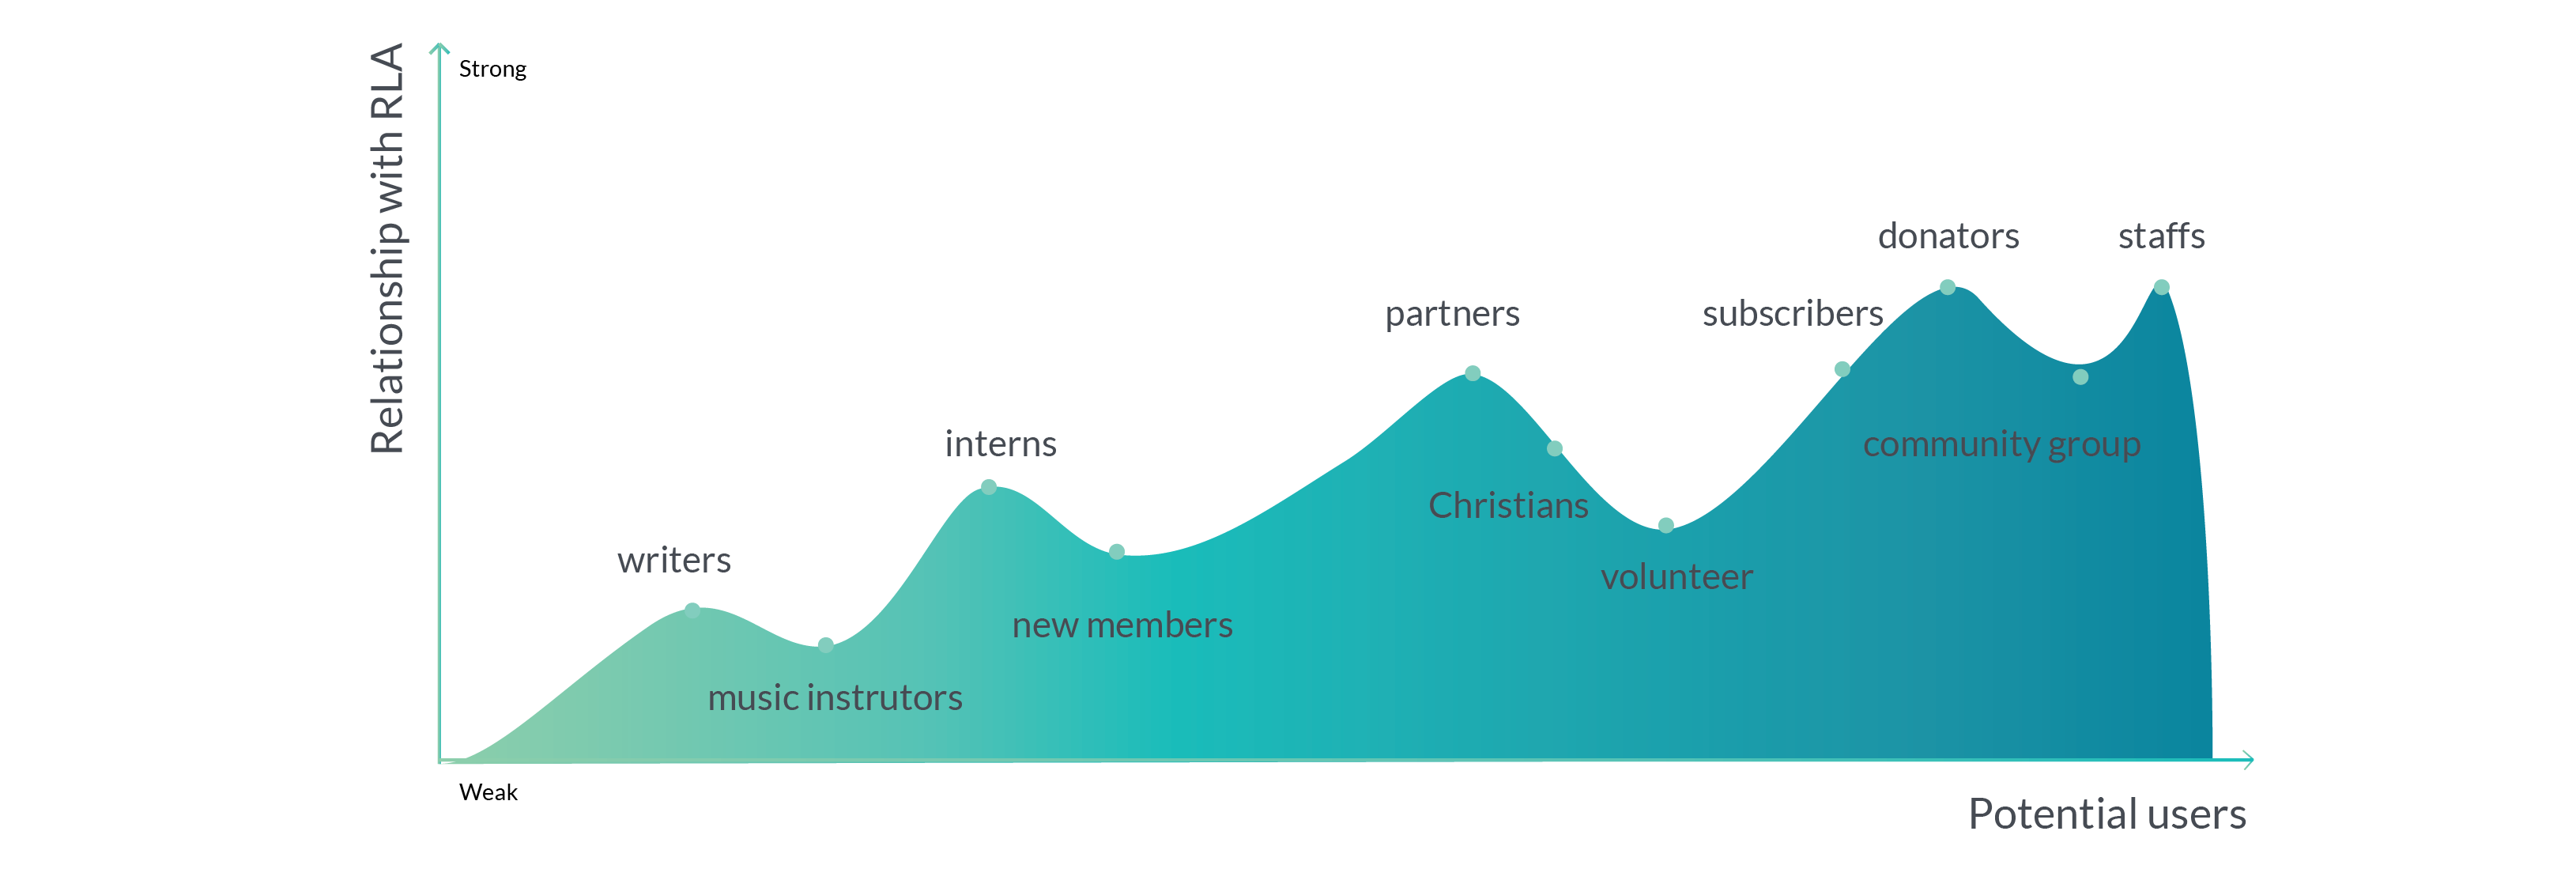 Relationship with RLA
Strong
donators
staffs
partners
subscribers
interns
community group
Christians
writers
volunteer
new members
music instrutors
Weak
Potential users